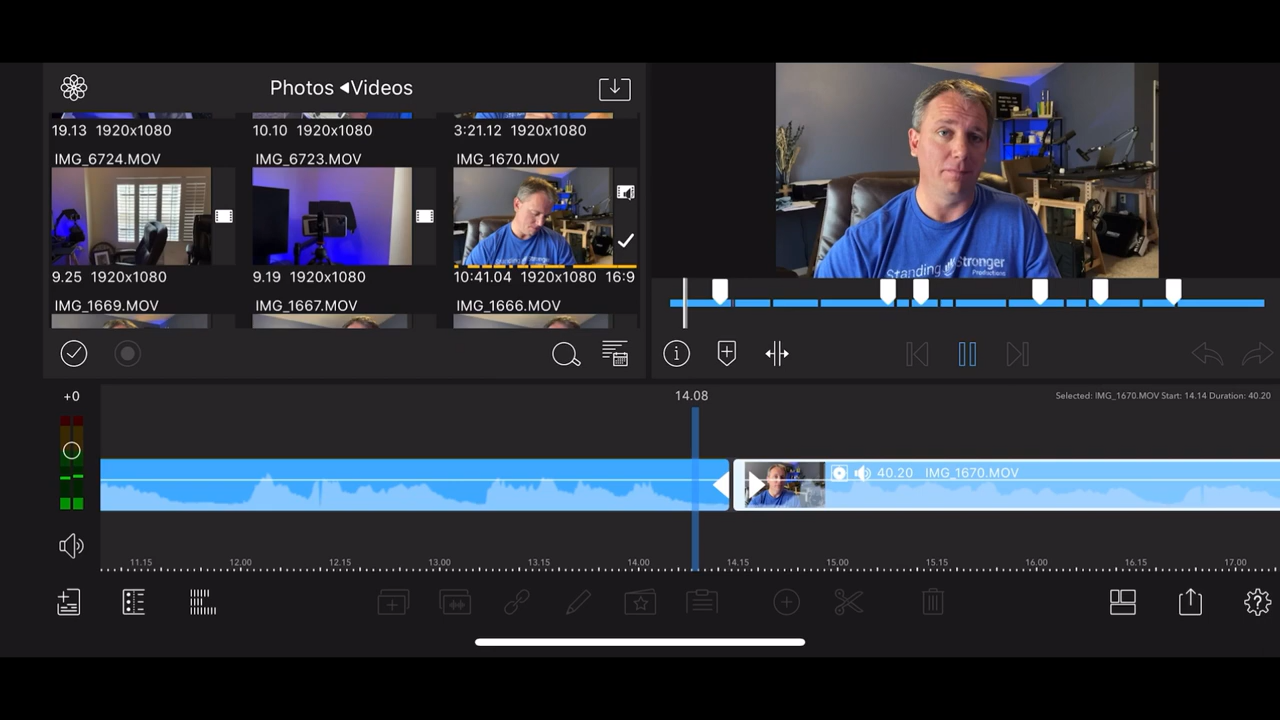 Photos ◀Videos
19.13 1920x1080
10.10 1920x1080
3:21.12 1920x1080
IMG_6724.MOV
IMG_6723.MOV
IMG_1670.MOV
9.25 1920x1080
9.19 1920x1080
10:41.04 1920x1080 16:9
IMG_1669.MOV
IMG_1667.MOV
IMG_1666.MOV
Standing Stronger
Productions
Standing Stronger
+0
14.08
Selected: IMG_1670.MOV Start: 14.14 Duration: 40.20
40.20 IMG_1670.MOV
11.15 12.00 12.15 13.00 13.15 14.00 14.15 15.00 15.15 16.00 16.15 17.00